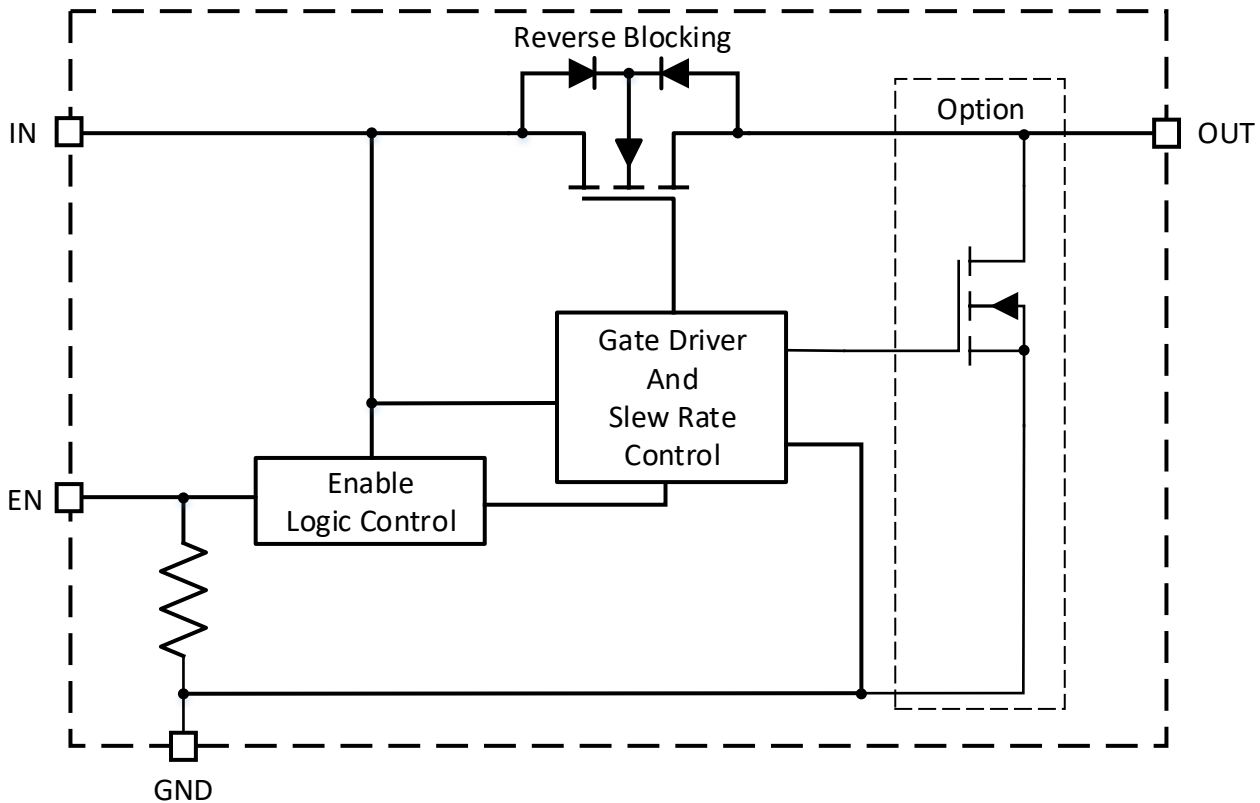 Reverse Blocking
Option
IN
OUT
Gate Driver
And
Slew Rate
Control
EN
Enable
Logic Control
GND